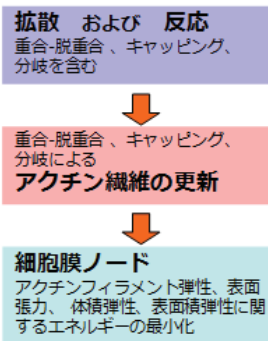 拡散 および 反応
重合-脱重合 、キャッピング、
分岐を含む
重合-脱重合 、キャッピング、
分岐による
アクチン繊維の更新
細胞膜ノード
アクチンフィラメント弾性、表面
張力、 体積弾性、表面積弾性に関
するエネルギーの最小化